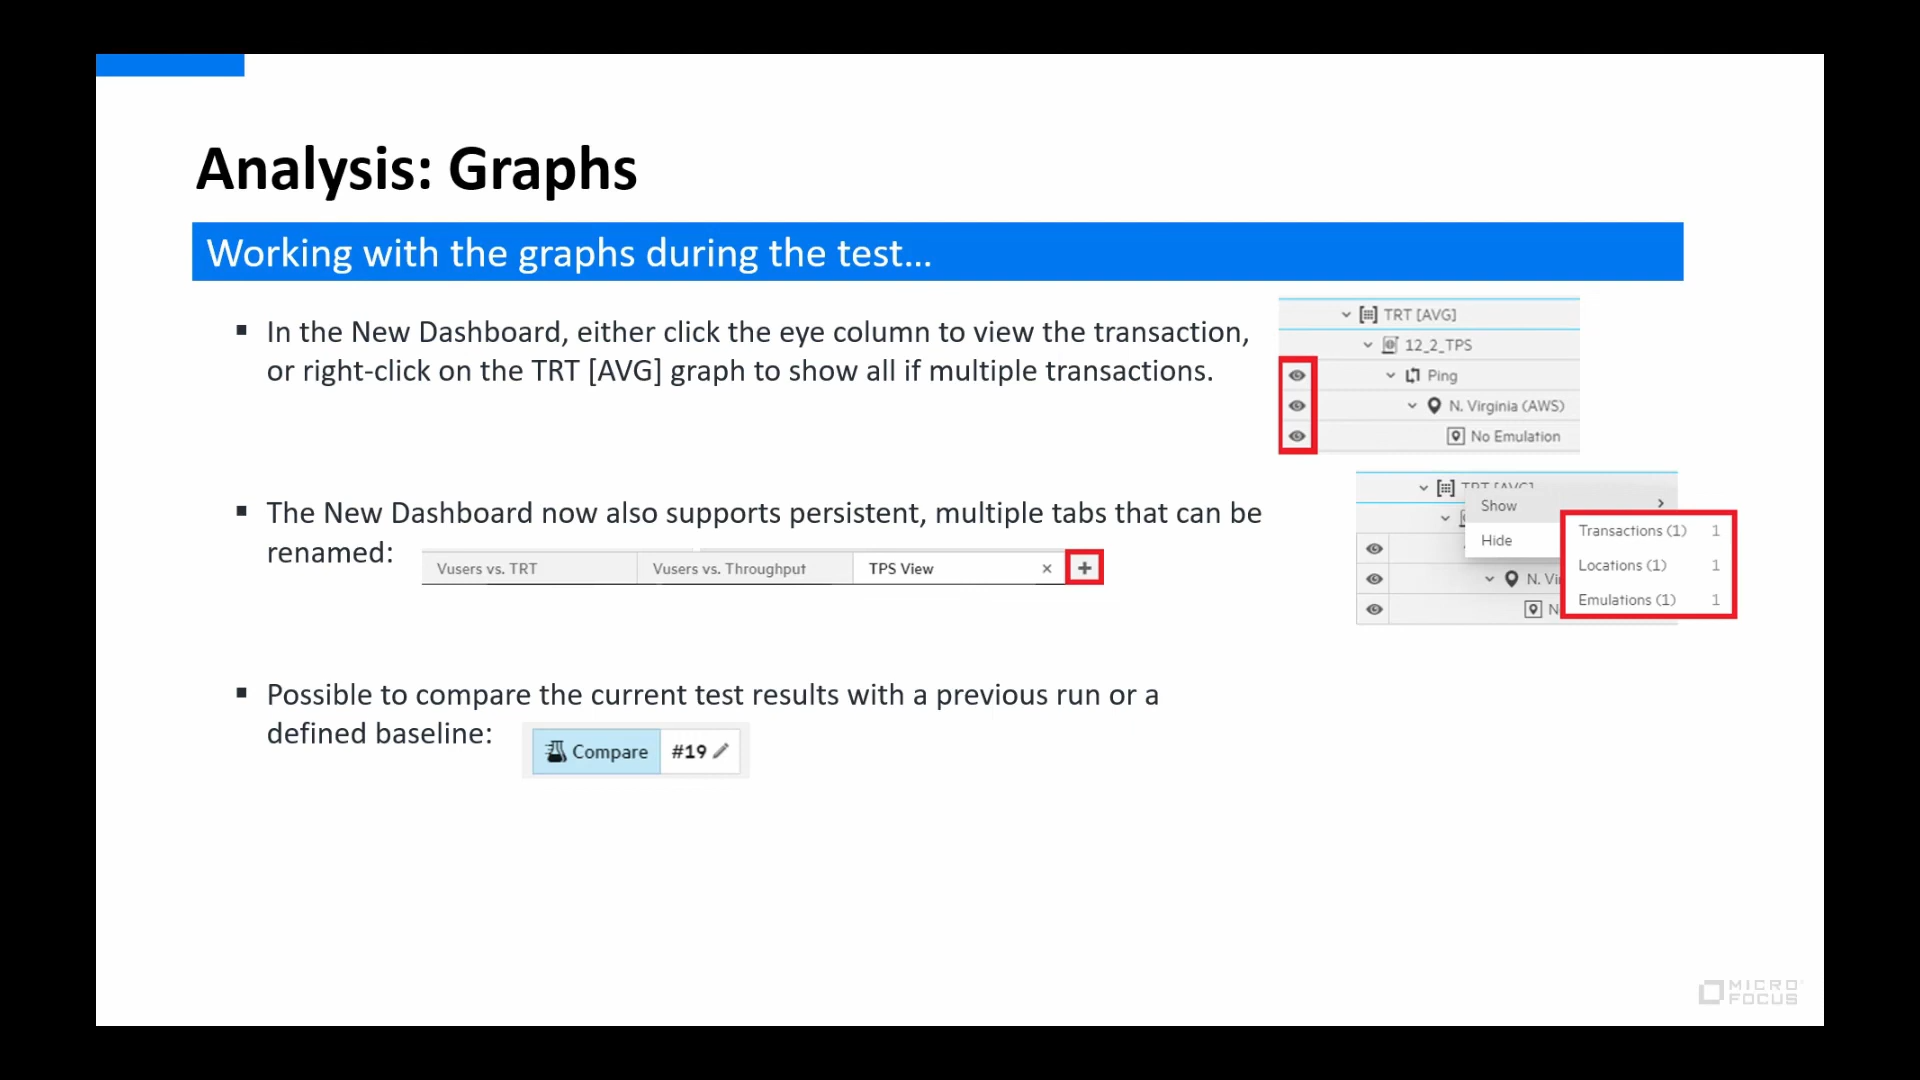 Analysis: Graphs
Working with the graphs during the test...
▪ In the New Dashboard, either click the eye column to view the transaction,
or right-click on the TRT [AVG] graph to show all if multiple transactions.
TRT [AVG]
12_2_TPS
Ping
N. Virginia (AWS)
No Emulation
▪ The New Dashboard now also supports persistent, multiple tabs that can be
renamed:
Vusers vs. TRT
Vusers vs. Throughput
TPS View × +
TRT [AVG]
Show >
Hide
Transactions (1) 1
Locations (1) 1
Emulations (1) 1
N. Vi
N
▪ Possible to compare the current test results with a previous run or a
defined baseline:
Compare #19
MICRO
FOCUS